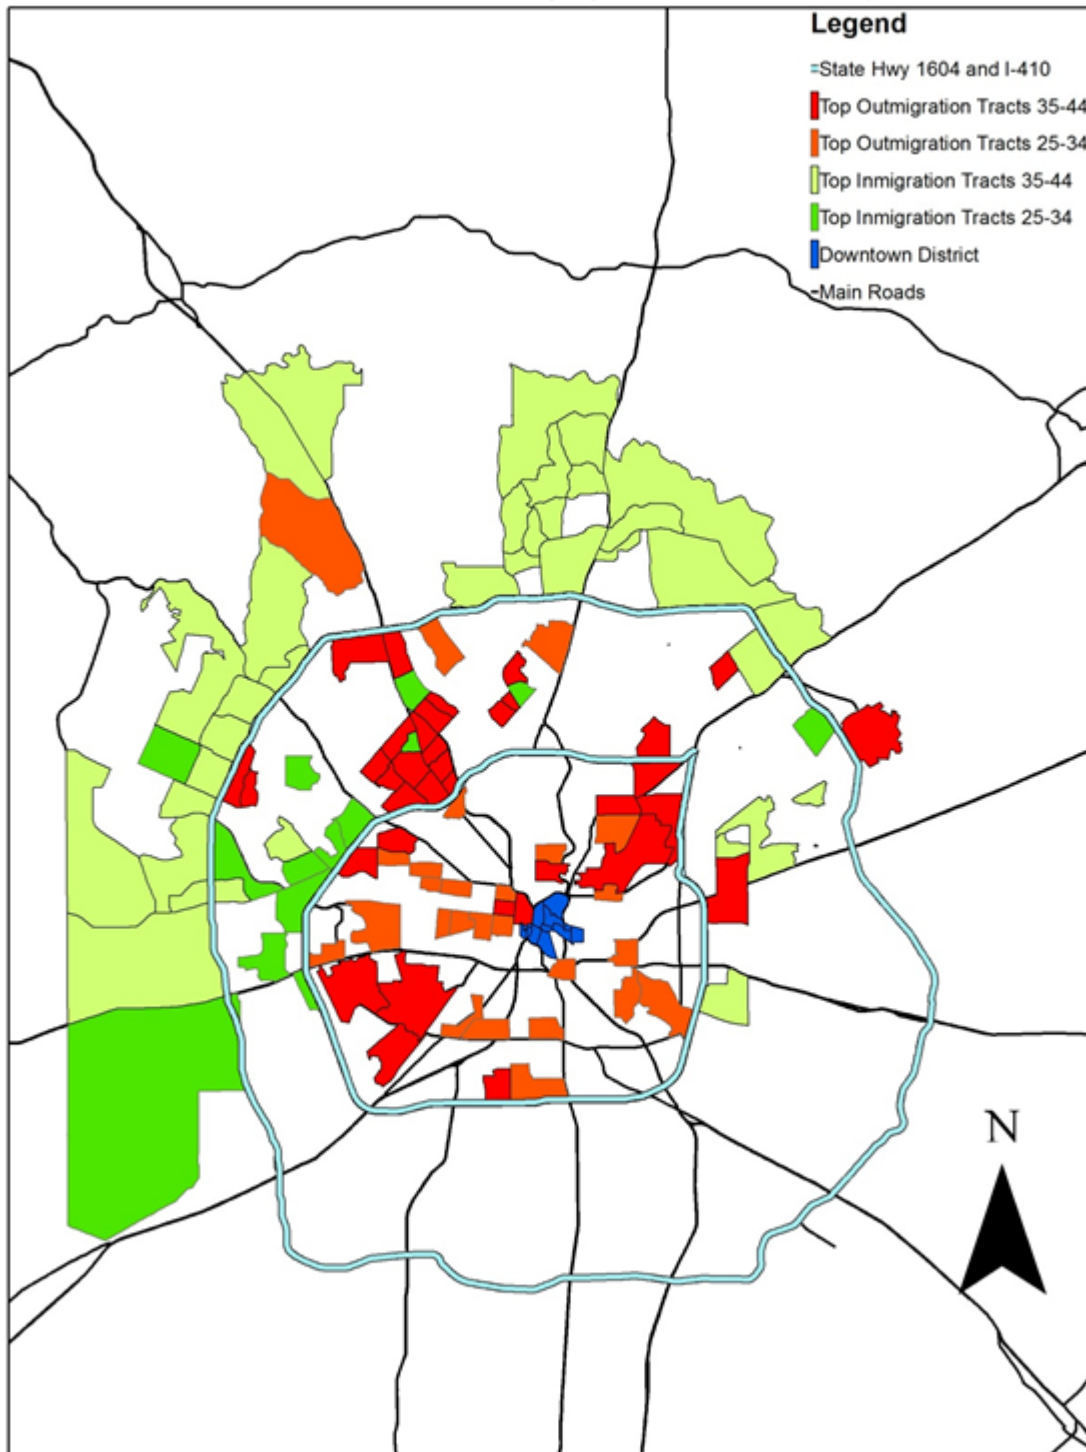 Legend
State Hwy 1604 and I-410
Top Outmigration Tracts 35-44
Top Outmigration Tracts 25-34
Top Inmigration Tracts 35-44
Top Inmigration Tracts 25-34
Downtown District
Main Roads
N